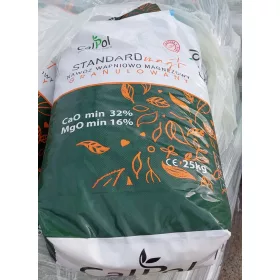 CalPol
STANDARD
NAWÓZ WAPNIOWO-MAGNEZOWY
GRANULOWANY
CaO min 32%
MgO min 16%
CE 25kg
CalPol